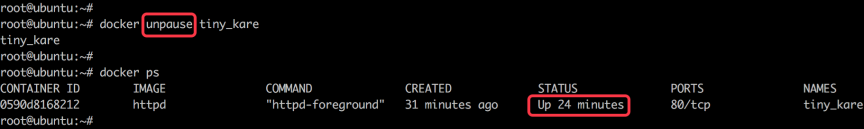 root@ubuntu:~#
root@ubuntu:~# docker unpause tiny_kare
tiny_kare
root@ubuntu:~#
root@ubuntu:~# docker ps
CONTAINER ID IMAGE COMMAND CREATED STATUS PORTS NAMES
0590d8168212 httpd "httpd-foreground" 31 minutes ago Up 24 minutes 80/tcp tiny_kare
root@ubuntu:~#